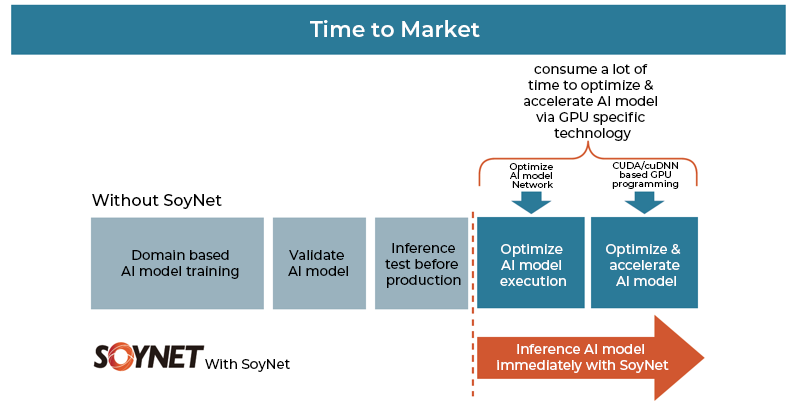 Time to Market
consume a lot of
time to optimize &
accelerate AI model
via GPU specific
technology
Optimize
AI model
Network
CUDA/cuDNN
based GPU
programming
Without SoyNet
Domain based
AI model training
Validate
AI model
Inference
test before
production
Optimize
AI model
execution
Optimize &
accelerate
AI model
SOYNET With SoyNet
Inference AI model
Immediately with SoyNet